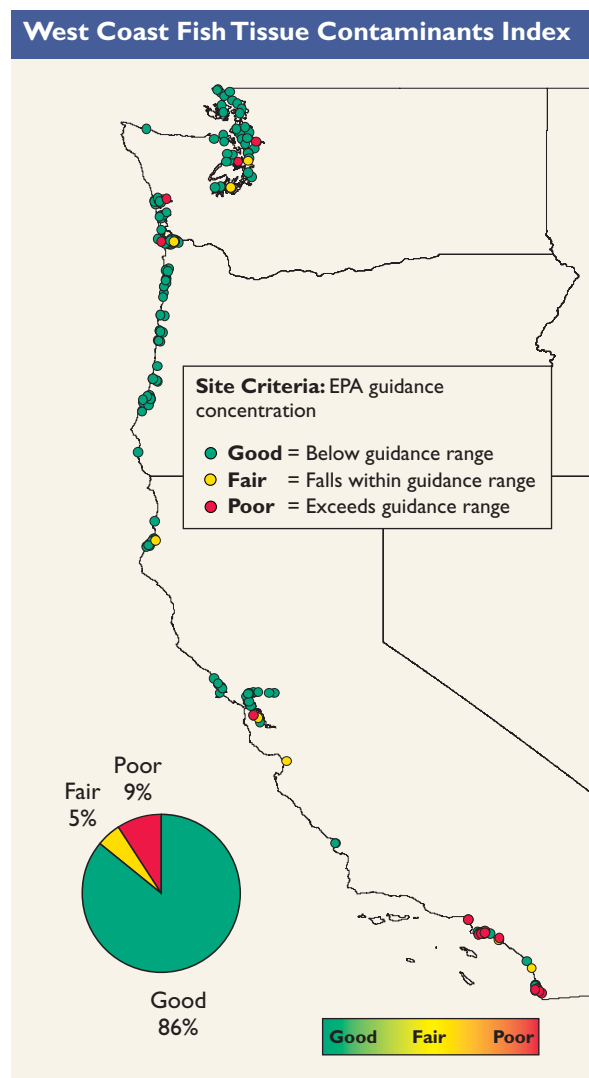 West Coast Fish Tissue Contaminants Index
Site Criteria: EPA guidance
concentration
Good = Below guidance range
Fair = Falls within guidance range
Poor = Exceeds guidance range
Poor
9%
Fair
5%
Good
86%
Good Fair Poor